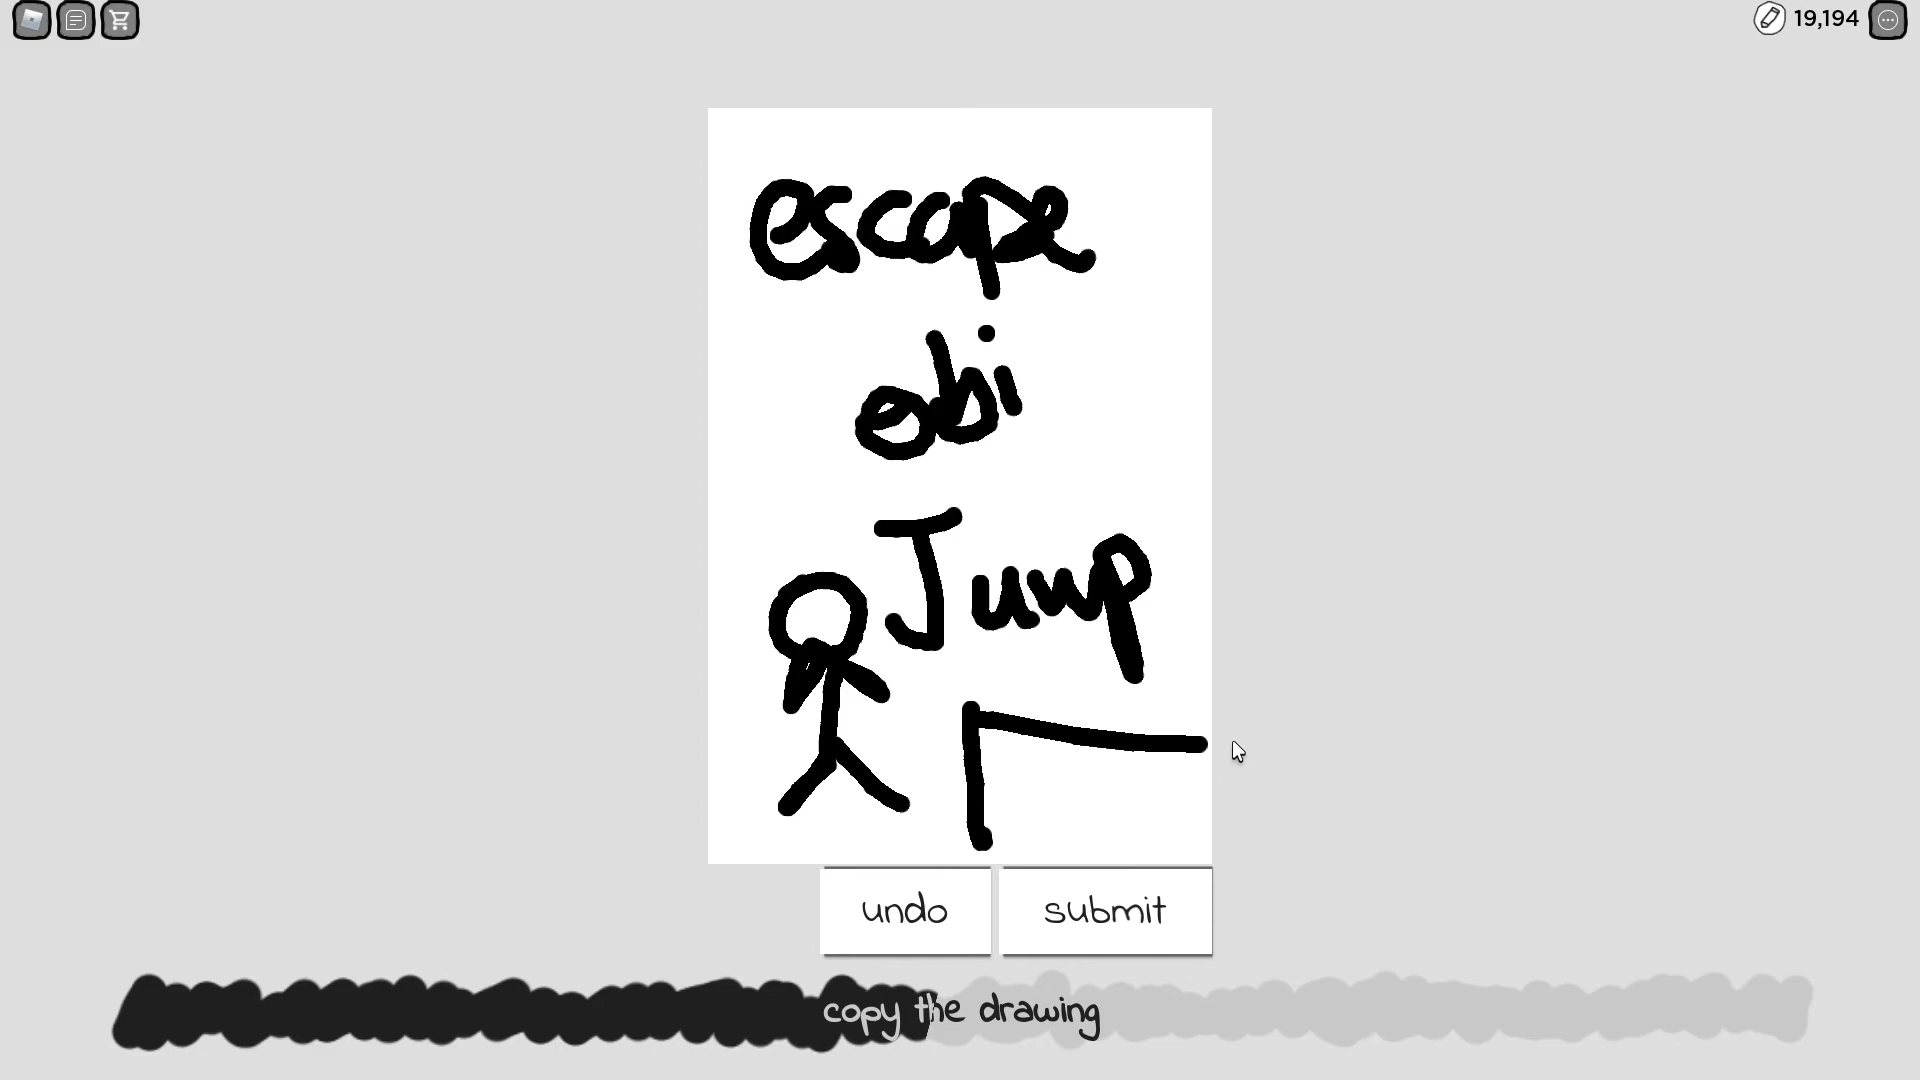 19,194
escape
obi
Jump
undo
submit
copy the drawing